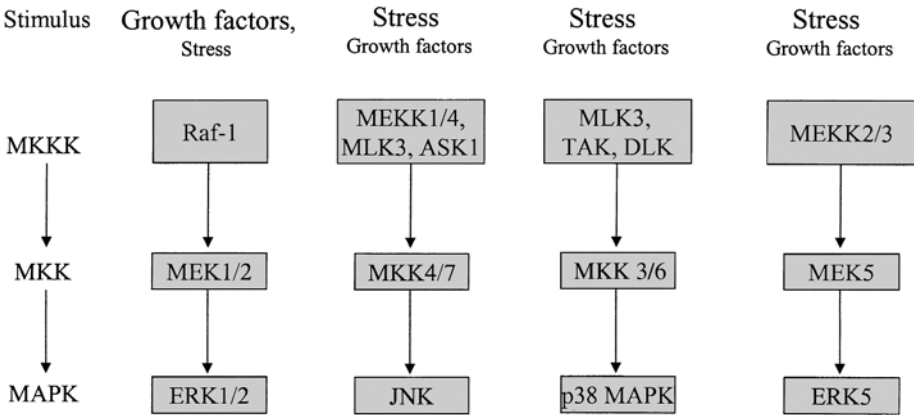 Stimulus
Growth factors,
Stress
Stress
Growth factors
Stress
Growth factors
Stress
Growth factors
MKKK
Raf-1
MEKK1/4,
MLK3, ASK1
MLK3,
TAK, DLK
MEKK2/3
MKK
MEK1/2
MKK4/7
MKK 3/6
MEK5
MAPK
ERK1/2
JNK
p38 MAPK
ERK5